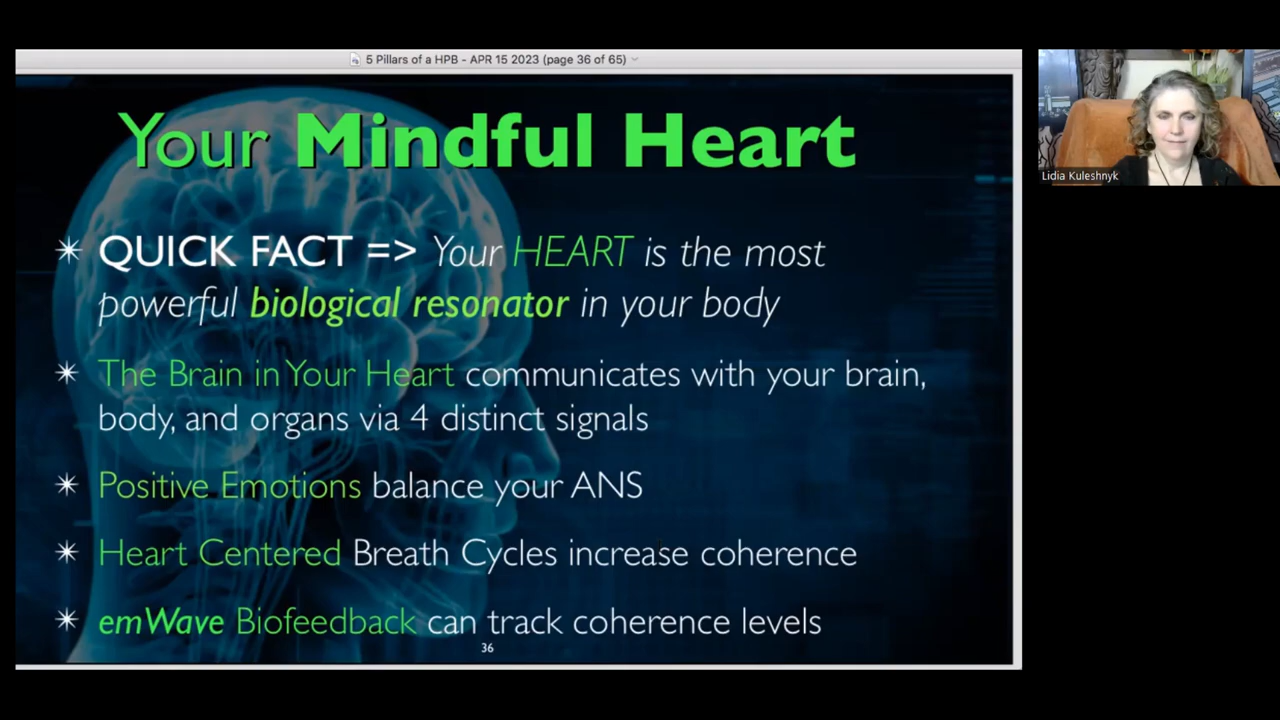 5 Pillars of a HPB - APR 15 2023 (page 36 of 65)
Your Mindful Heart
QUICK FACT => Your HEART is the most
powerful biological resonator in your body
The Brain in Your Heart communicates with your brain,
body, and organs via 4 distinct signals
Positive Emotions balance your ANS
Heart Centered Breath Cycles increase coherence
emWave Biofeedback can track coherence levels
36
Lidia Kuleshnyk